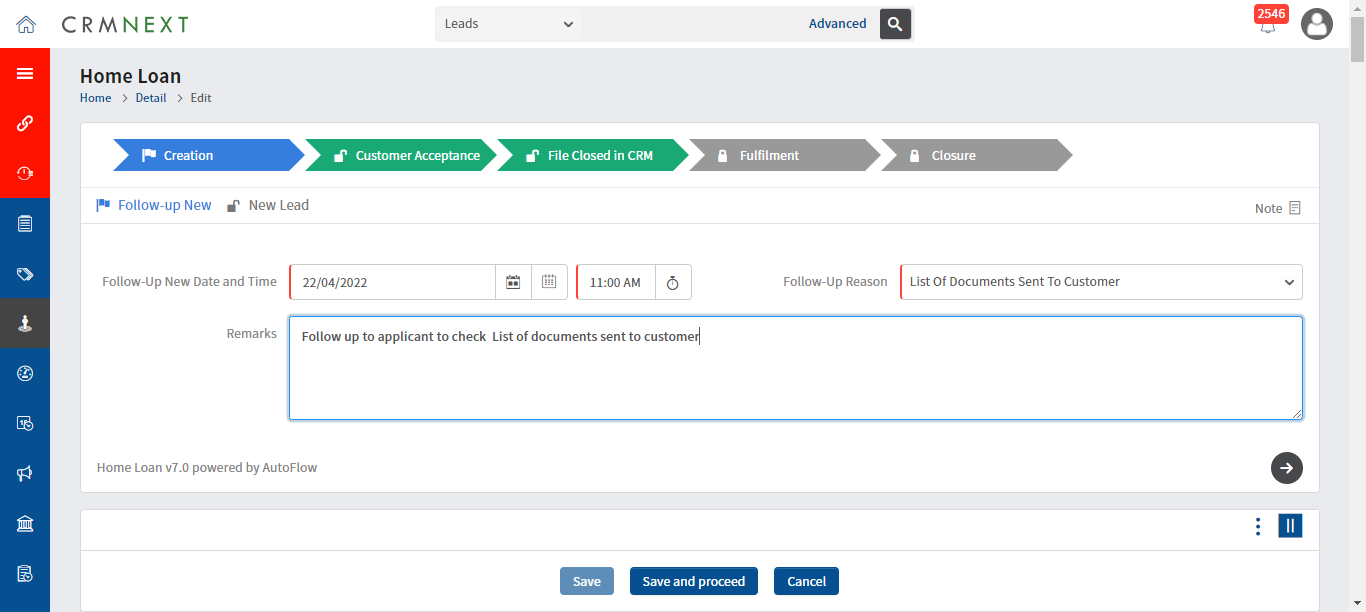 CRMNEXT
Leads
Advanced
2546
Home Loan
Home > Detail > Edit
Creation
Customer Acceptance
File Closed in CRM
Fulfilment
Closure
Follow-up New
New Lead
Note
Follow-Up New Date and Time
22/04/2022
11:00 AM
Follow-Up Reason
List Of Documents Sent To Customer
Remarks
Follow up to applicant to check  List of documents sent to customer
Home Loan v7.0 powered by AutoFlow
Save
Save and proceed
Cancel